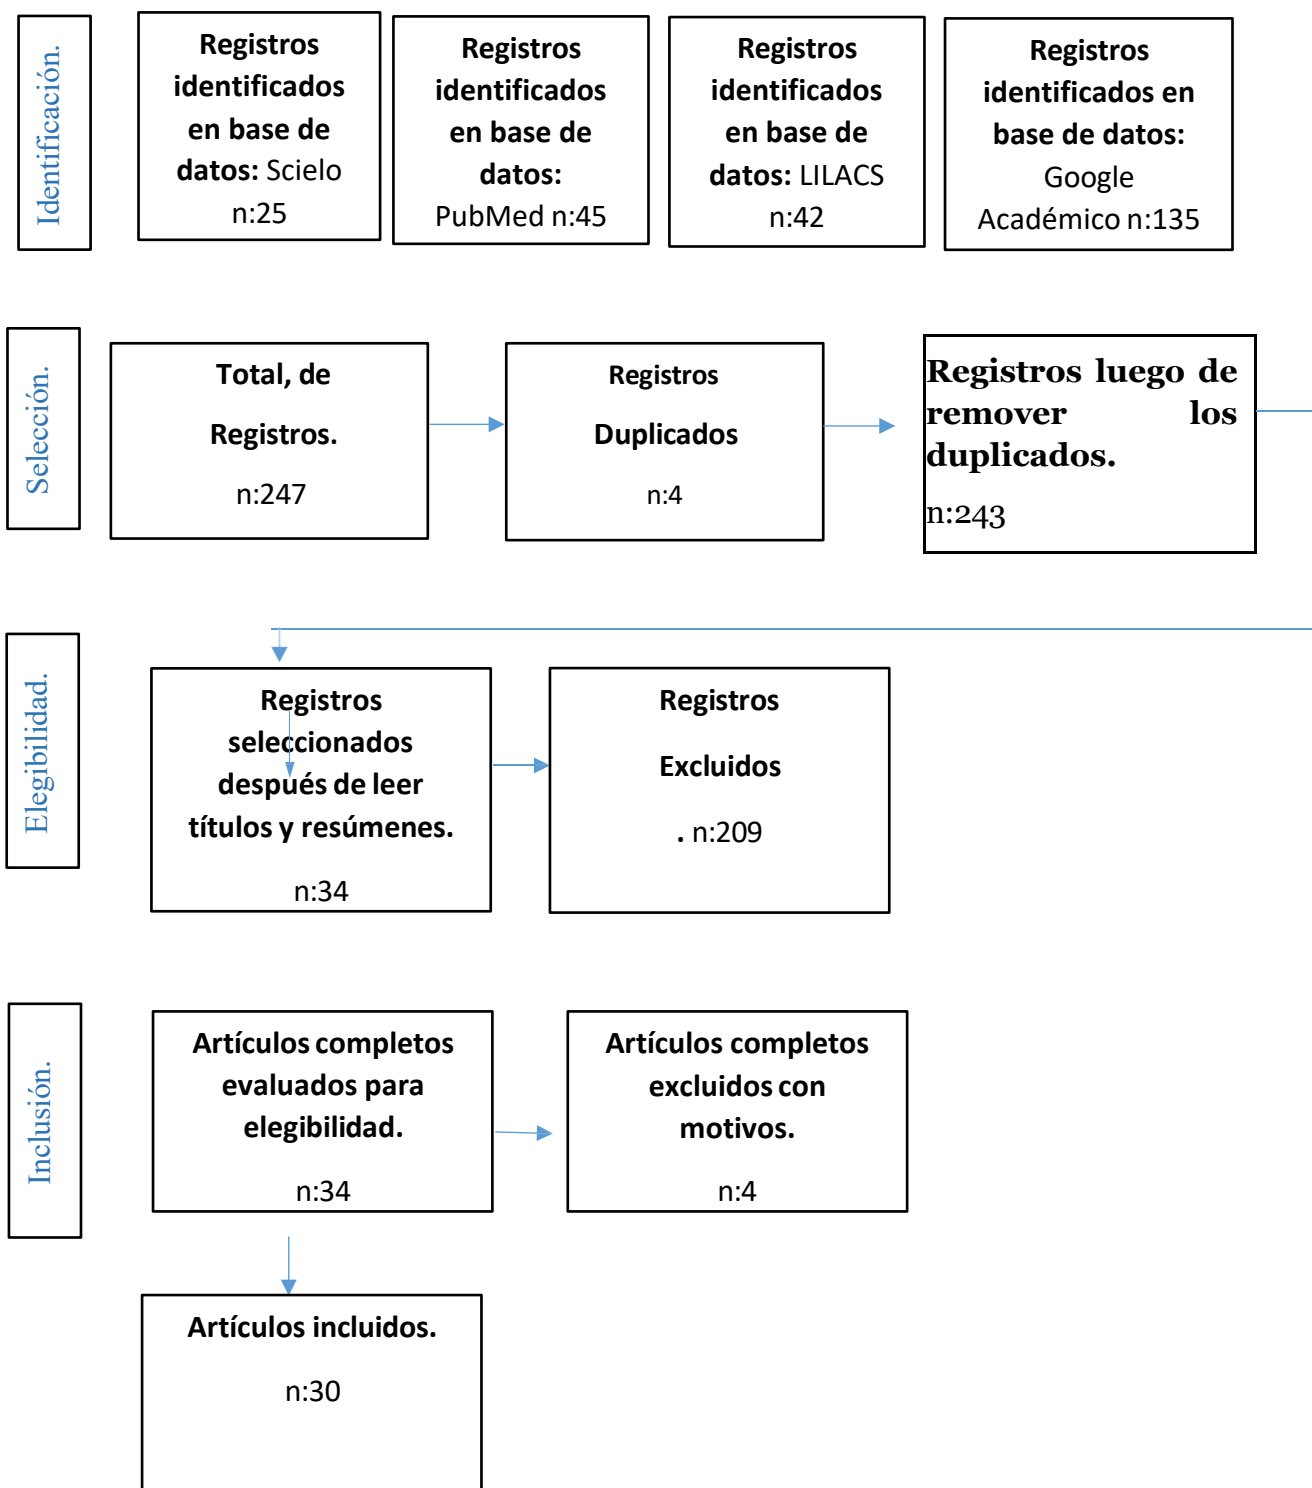 Identificación.
Registros
identificados
en base de
datos: Scielo
n:25
Registros
identificados
en base de
datos:
PubMed n:45
Registros
identificados
en base de
datos: LILACS
n:42
Registros
identificados en
base de datos:
Google
Académico n:135
Selección.
Total, de
Registros.
n:247
Registros
Duplicados
n:4
Registros luego de
remover los
duplicados.
n:243
Elegibilidad.
Registros
seleccionados
después de leer
títulos y resúmenes.
n:34
Registros
Excluidos
. n:209
Inclusión.
Artículos completos
evaluados para
elegibilidad.
n:34
Artículos completos
excluidos con
motivos.
n:4
Artículos incluidos.
n:30